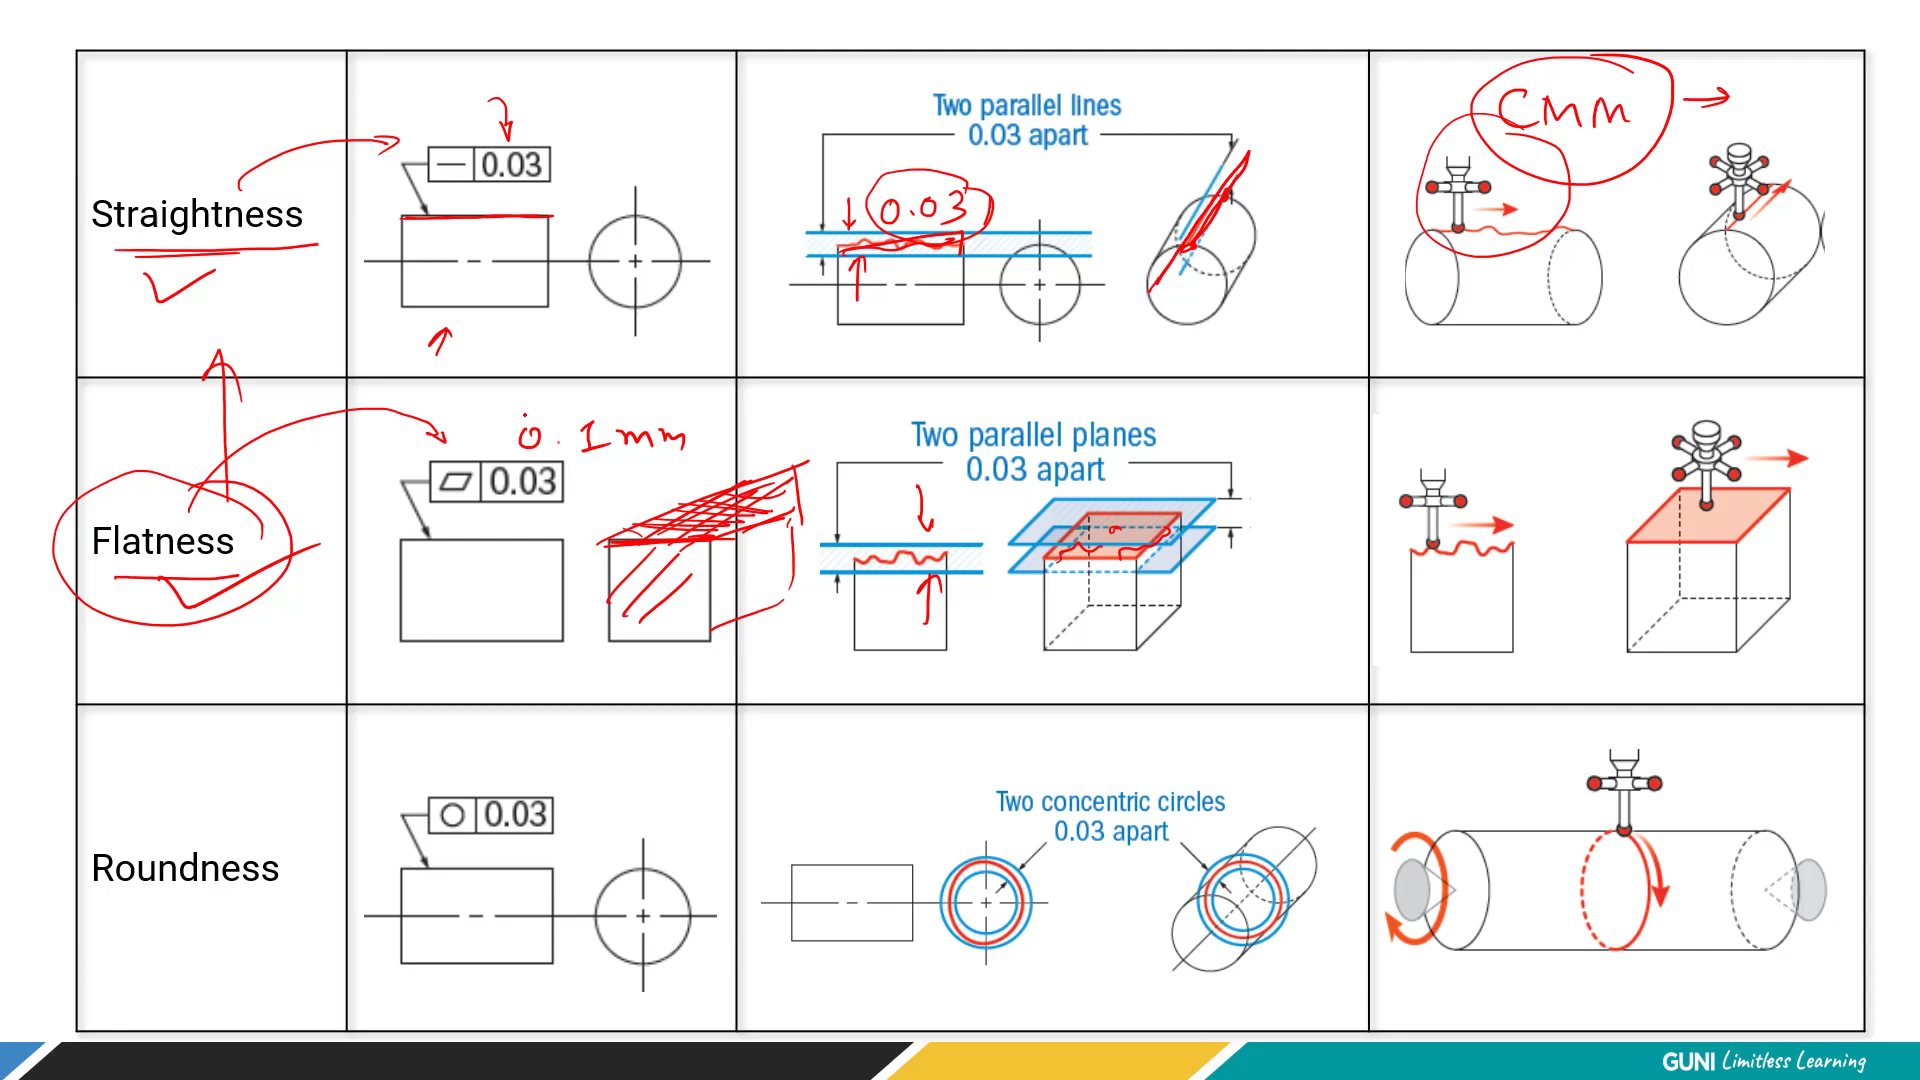 Straightness
0.03
Two parallel lines
0.03 apart
0.03
CMM
Flatness
0.1mm
0.03
Two parallel planes
0.03 apart
Roundness
0.03
Two concentric circles
0.03 apart
GUNI Limitless Learning